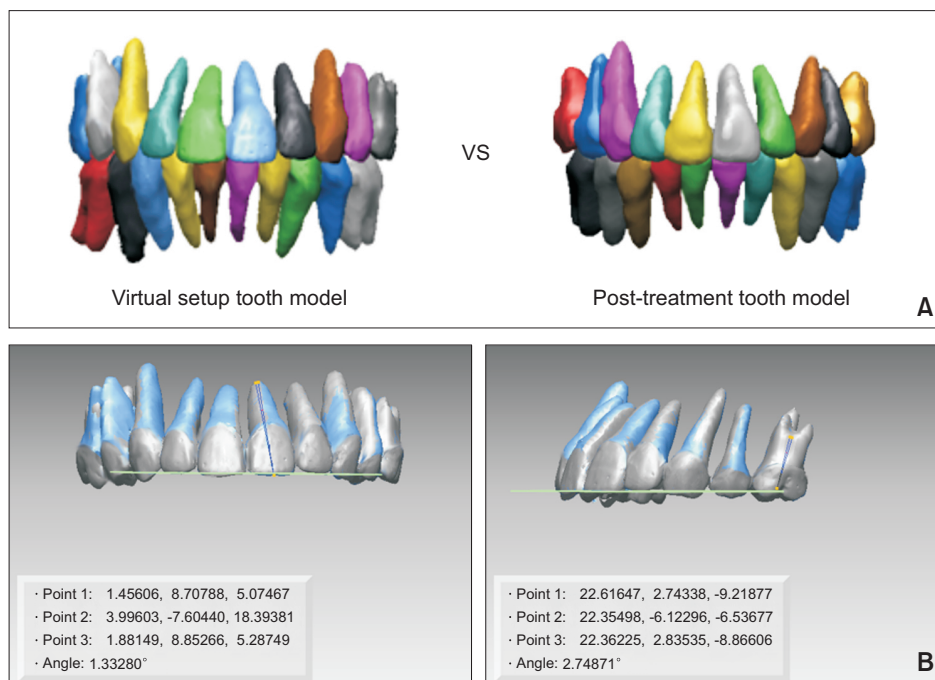 VS
Virtual setup tooth model
Post-treatment tooth model
A
· Point 1: 1.45606, 8.70788, 5.07467
· Point 2: 3.99603, -7.60440, 18.39381
· Point 3: 1.88149, 8.85266, 5.28749
· Angle: 1.33280°
· Point 1: 22.61647, 2.74338, -9.21877
· Point 2: 22.35498, -6.12296, -6.53677
· Point 3: 22.36225, 2.83535, -8.86606
· Angle: 2.74871°
B